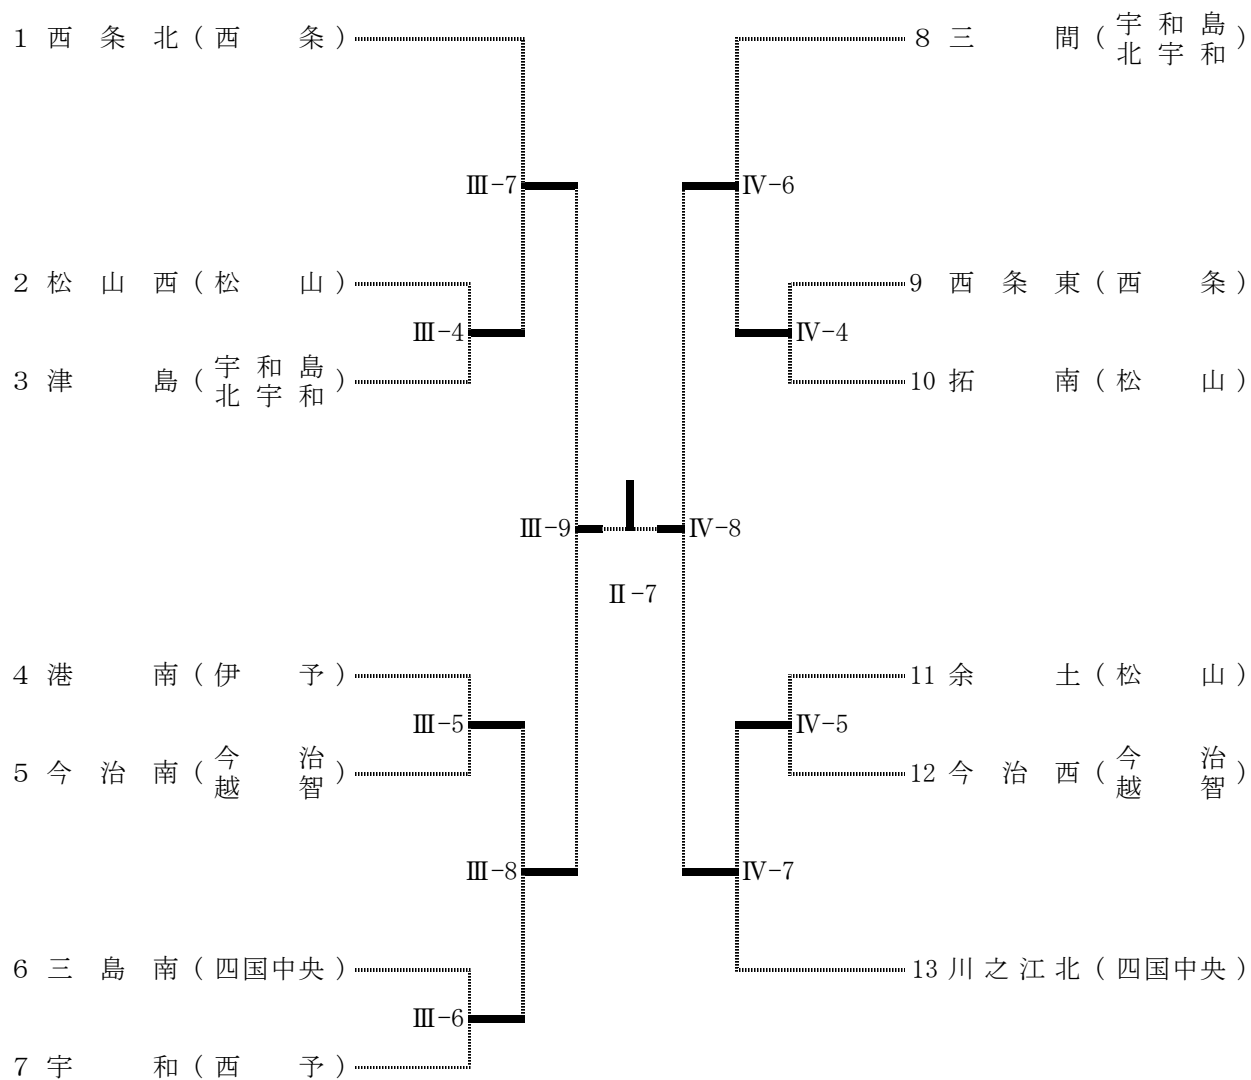 1 西条北(西条)
Ⅲ-7
2 松山西(松山)
Ⅲ-4
3 津島(宇和島北宇和)
Ⅲ-9
4 港南(伊予)
Ⅲ-5
5 今治南(今治越智)
Ⅲ-8
6 三島南(四国中央)
Ⅲ-6
7 宇和(西予)
Ⅱ-7
8 三間(宇和島北宇和)
Ⅳ-6
9 西条東(西条)
Ⅳ-4
10 拓南(松山)
Ⅳ-8
11 余土(松山)
Ⅳ-5
12 今治西(今治越智)
Ⅳ-7
13 川之江北(四国中央)